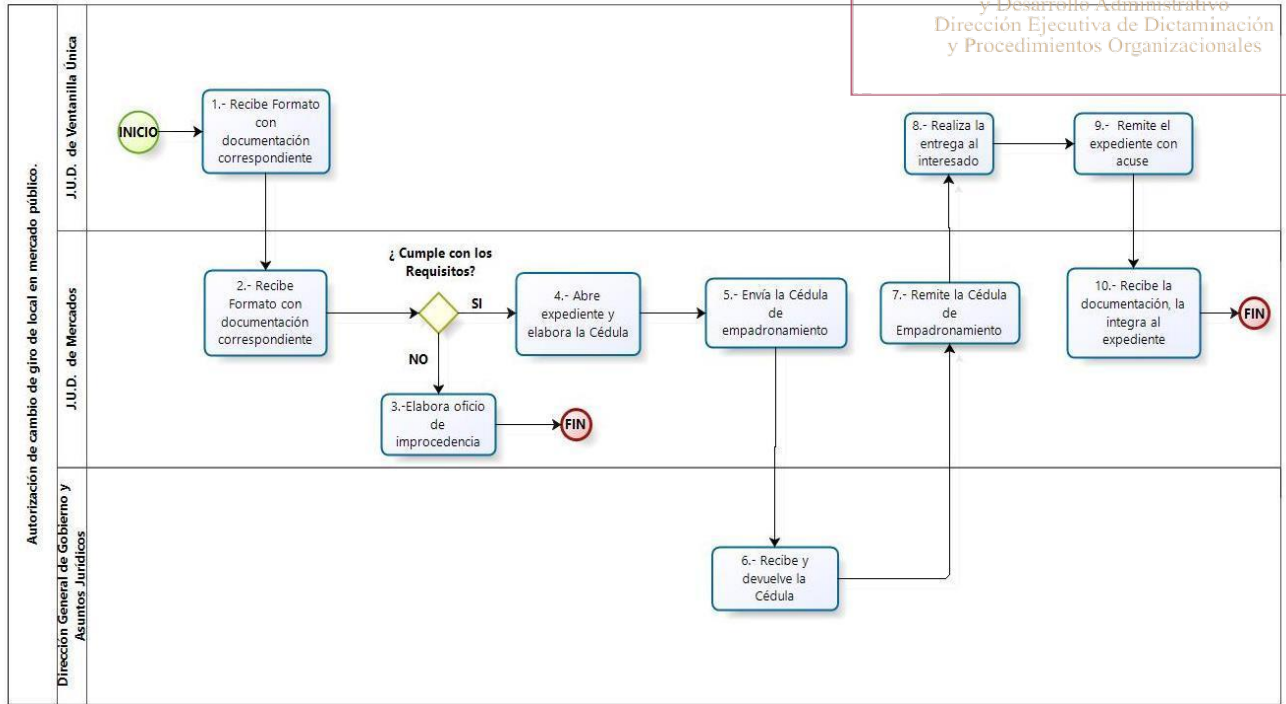 y Desarrollo Administrativo
Dirección Ejecutiva de Dictaminación
y Procedimientos Organizacionales
Autorización de cambio de giro de local en mercado público.
J.U.D. de Ventanilla Única
INICIO
1.- Recibe Formato
con
documentación
correspondiente
8.- Realiza la
entrega al
interesado
9.- Remite el
expediente con
acuse
J.U.D. de Mercados
2.- Recibe
Formato con
documentación
correspondiente
¿ Cumple con los
Requisitos?
SI
NO
3.-Elabora oficio
de
improcedencia
FIN
4.- Abre
expediente y
elabora la Cédula
5.- Envía la Cédula
de
empadronamiento
7.- Remite la Cédula
de
Empadronamiento
10.- Recibe la
documentación, la
integra al
expediente
FIN
Dirección General de Gobierno y
Asuntos Jurídicos
6.- Recibe y
devuelve la
Cédula